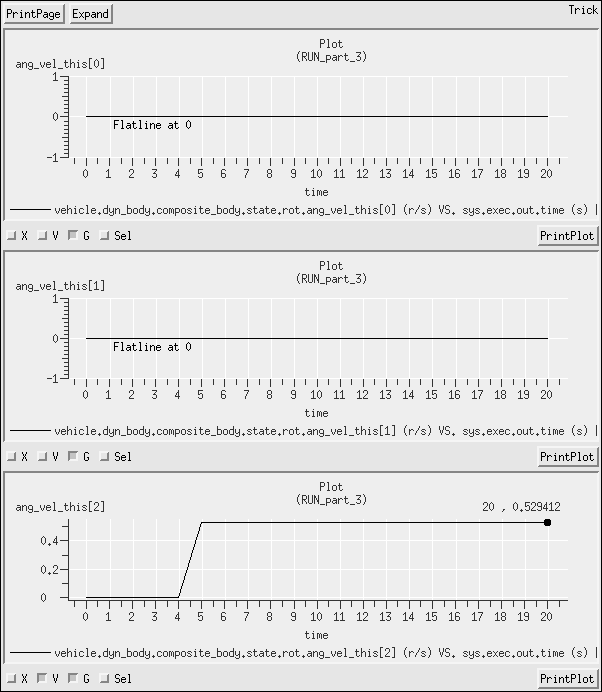 PrintPage Expand Trick
Plot
(RUN_part_3)
ang_vel_this[0]
1
0
Flatline at 0
-1
0 1 2 3 4 5 6 7 8 9 10 11 12 13 14 15 16 17 18 19 20
time
vehicle.dyn_body.composite_body.state.rot.ang_vel_this[0] (r/s) VS. sys.exec.out.time (s) |
X V G Sel PrintPlot
Plot
(RUN_part_3)
ang_vel_this[1]
1
0
Flatline at 0
-1
0 1 2 3 4 5 6 7 8 9 10 11 12 13 14 15 16 17 18 19 20
time
vehicle.dyn_body.composite_body.state.rot.ang_vel_this[1] (r/s) VS. sys.exec.out.time (s) |
X V G Sel PrintPlot
Plot
(RUN_part_3)
ang_vel_this[2] 20 , 0.529412
0.4
0.2
0
0 1 2 3 4 5 6 7 8 9 10 11 12 13 14 15 16 17 18 19 20
time
vehicle.dyn_body.composite_body.state.rot.ang_vel_this[2] (r/s) VS. sys.exec.out.time (s) |
X V G Sel PrintPlot